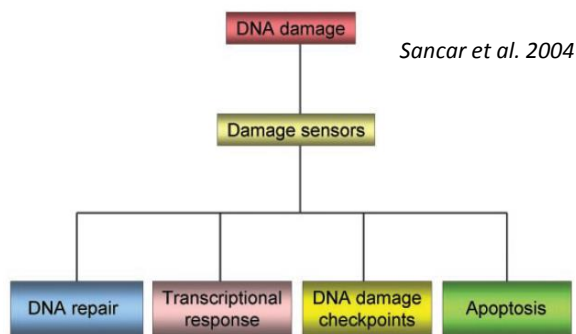 DNA damage
Sancar et al. 2004
Damage sensors
DNA repair
Transcriptional
response
DNA damage
checkpoints
Apoptosis